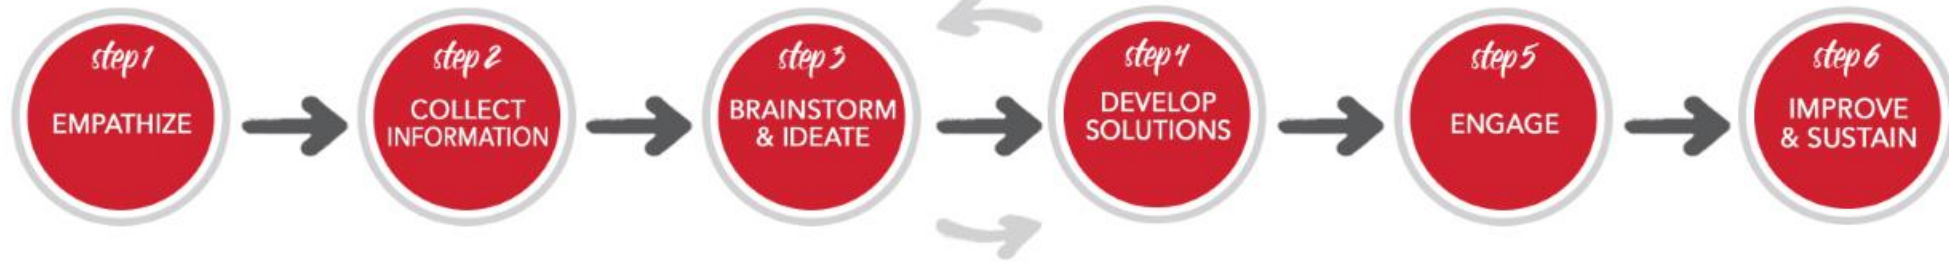 step 1
EMPATHIZE
step 2
COLLECT
INFORMATION
step 3
BRAINSTORM
& IDEATE
step 4
DEVELOP
SOLUTIONS
step 5
ENGAGE
step 6
IMPROVE
& SUSTAIN